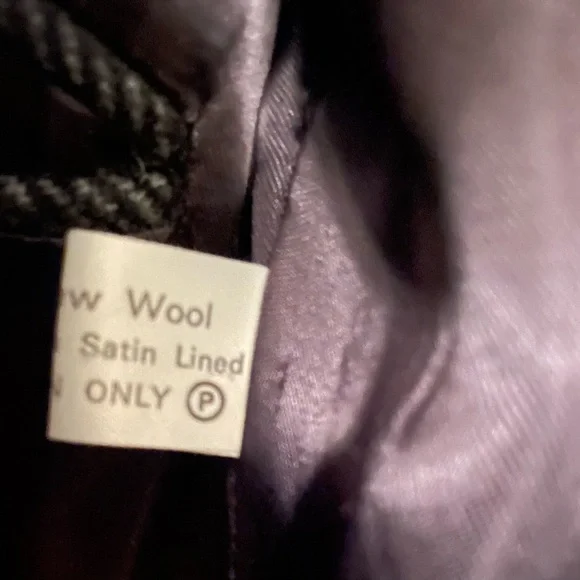 w Wool
Satin Lined
ONLY Ⓟ